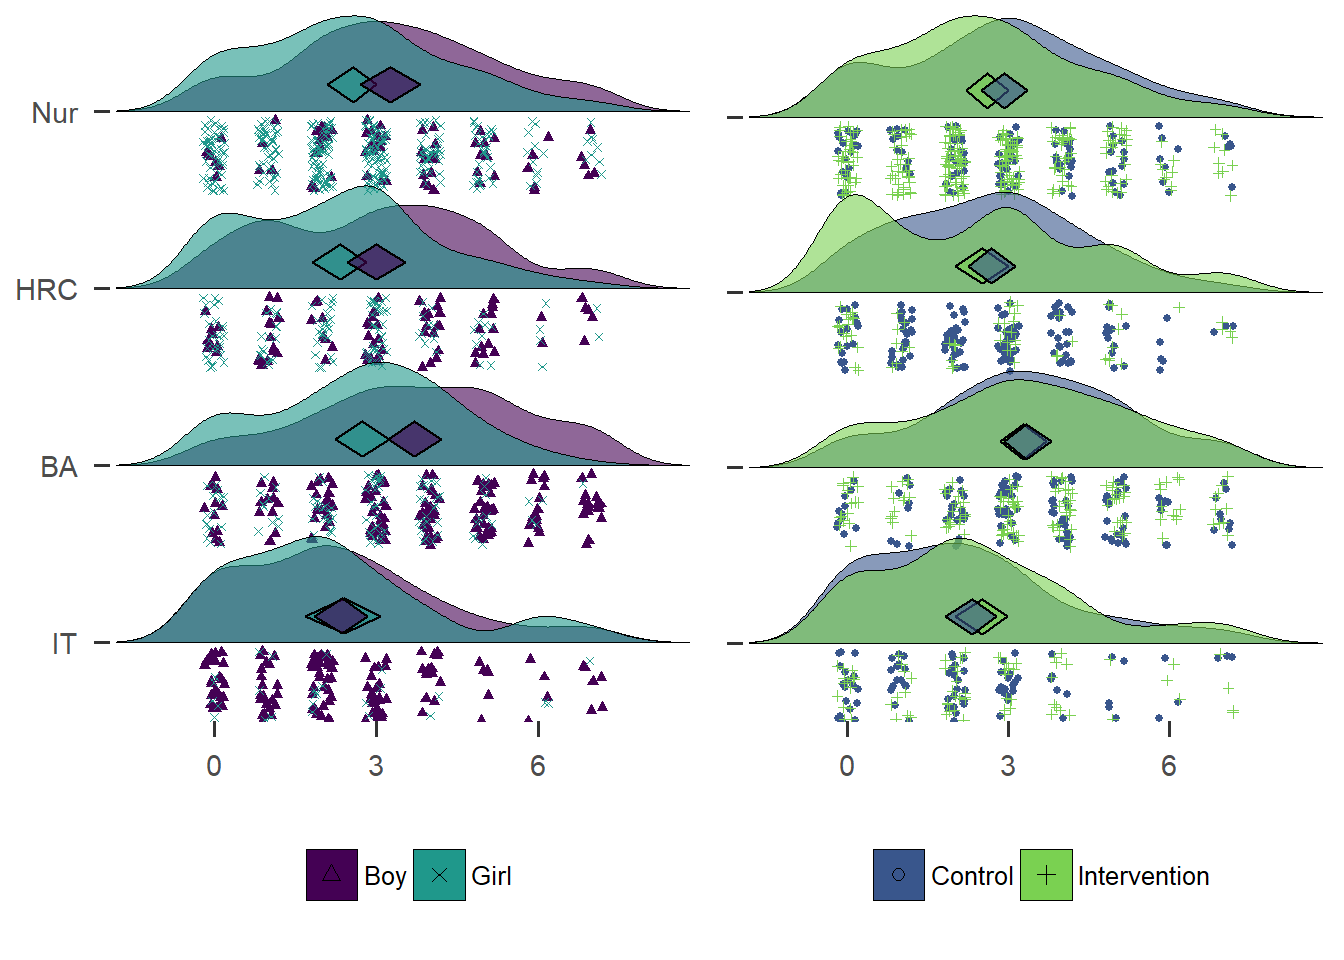 Nur
HRC
BA
IT
0 3 6
0 3 6
Boy Girl
Control Intervention